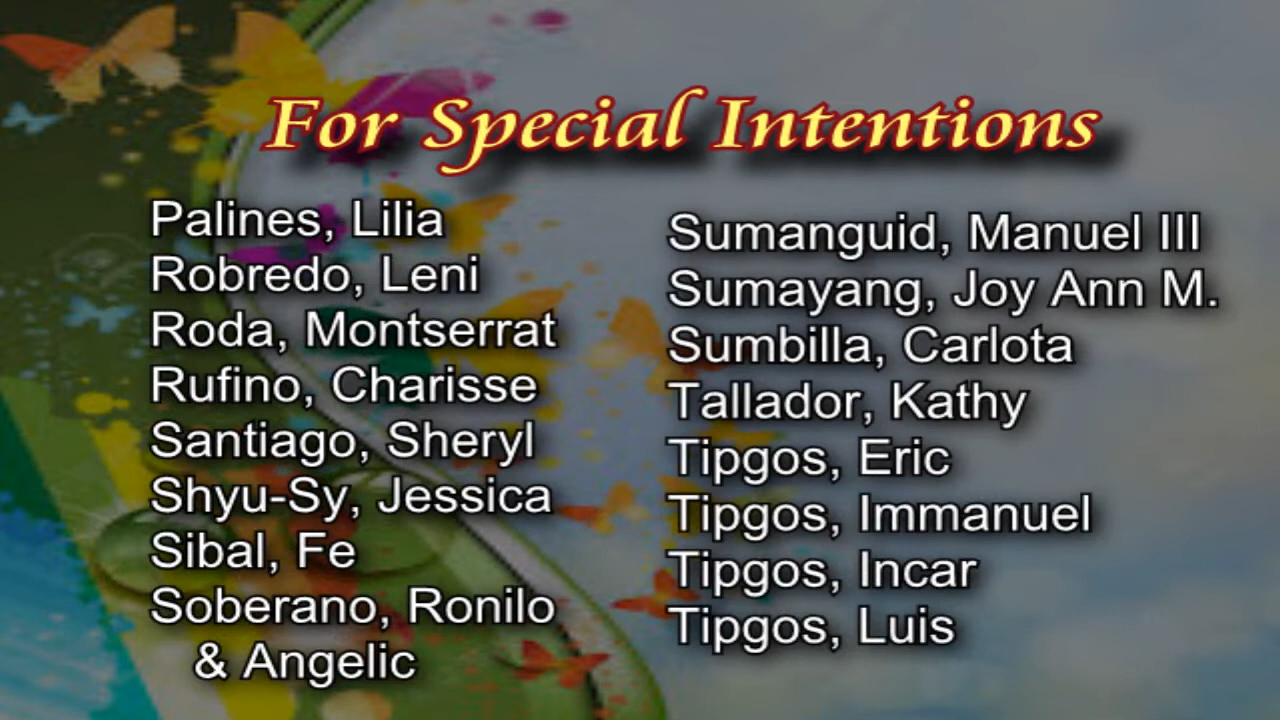 For Special Intentions
Palines, Lilia
Robredo, Leni
Roda, Montserrat
Rufino, Charisse
Santiago, Sheryl
Shyu-Sy, Jessica
Sibal, Fe
Soberano, Ronilo
& Angelic
Sumanguid, Manuel III
Sumayang, Joy Ann M.
Sumbilla, Carlota
Tallador, Kathy
Tipgos, Eric
Tipgos, Immanuel
Tipgos, Incar
Tipgos, Luis